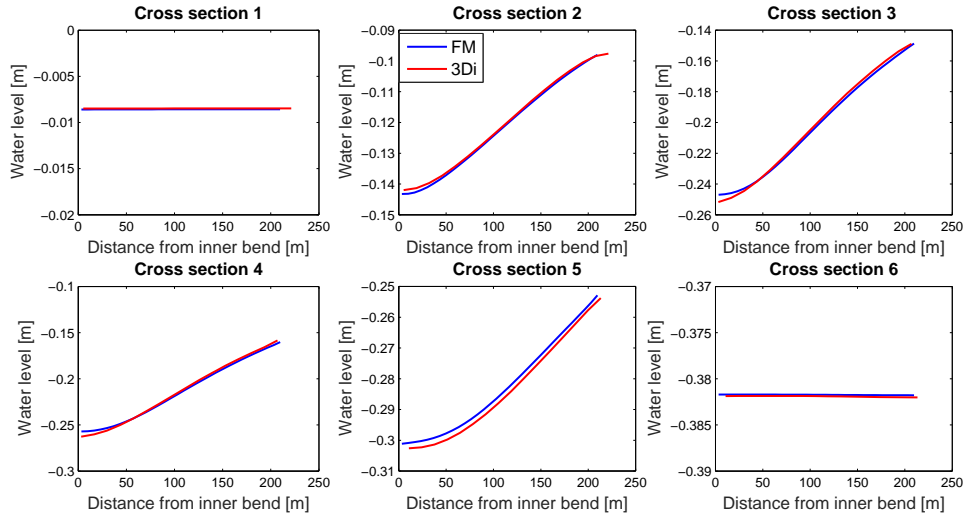 Cross section 1
Cross section 2
Cross section 3
0
−0.005
−0.01
−0.015
−0.02
Water level [m]
0 50 100 150 200 250
Distance from inner bend [m]
−0.09
−0.1
−0.11
−0.12
−0.13
−0.14
−0.15
Water level [m]
FM
3Di
0 50 100 150 200 250
Distance from inner bend [m]
−0.14
−0.16
−0.18
−0.2
−0.22
−0.24
−0.26
Water level [m]
0 50 100 150 200 250
Distance from inner bend [m]
Cross section 4
Cross section 5
Cross section 6
−0.1
−0.15
−0.2
−0.25
−0.3
Water level [m]
0 50 100 150 200 250
Distance from inner bend [m]
−0.25
−0.26
−0.27
−0.28
−0.29
−0.3
−0.31
Water level [m]
0 50 100 150 200 250
Distance from inner bend [m]
−0.37
−0.375
−0.38
−0.385
−0.39
Water level [m]
0 50 100 150 200 250
Distance from inner bend [m]